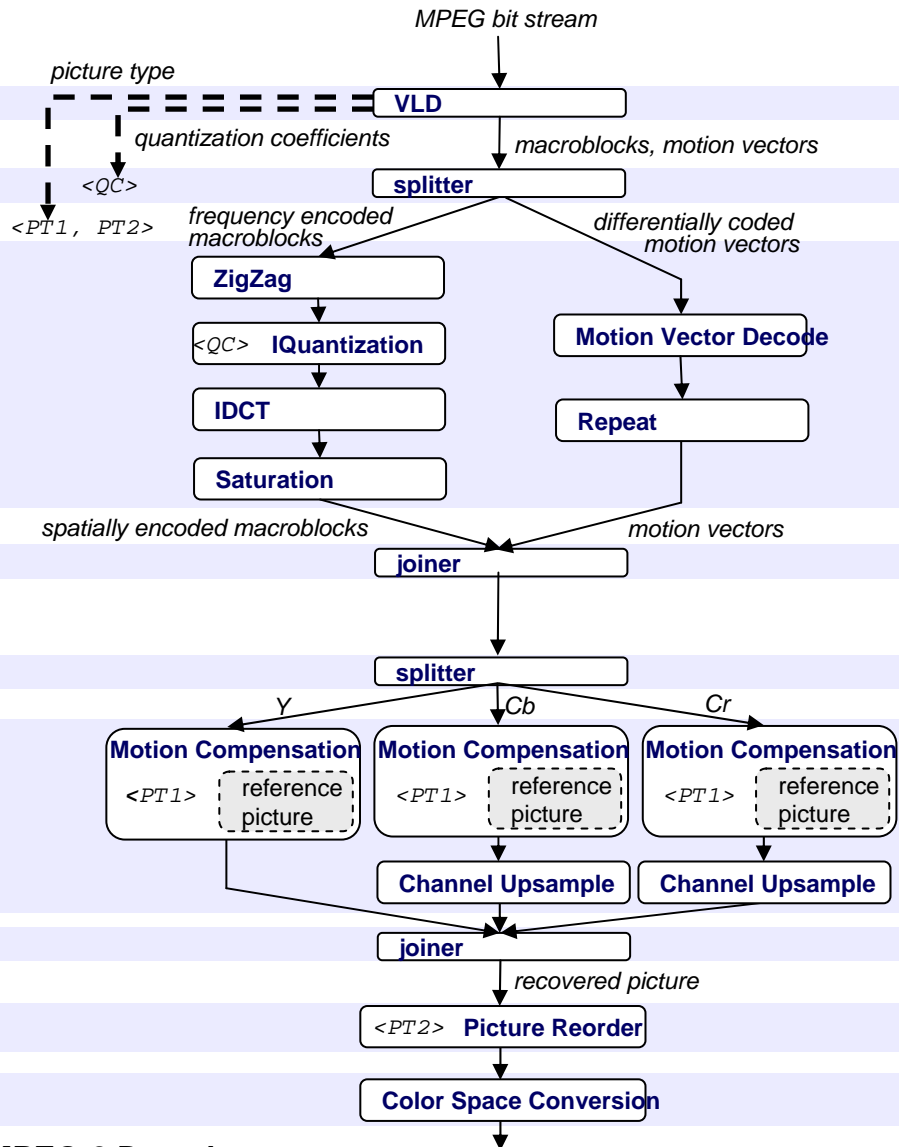 MPEG bit stream
picture type
VLD
quantization coefficients
macroblocks, motion vectors
<QC>
splitter
<PT1, PT2>
frequency encoded
macroblocks
differentially coded
motion vectors
ZigZag
<QC> IQuantization
Motion Vector Decode
IDCT
Repeat
Saturation
spatially encoded macroblocks
motion vectors
joiner
splitter
Y
Cb
Cr
Motion Compensation
<PT1>
reference
picture
Motion Compensation
<PT1>
reference
picture
Motion Compensation
<PT1>
reference
picture
Channel Upsample
Channel Upsample
joiner
recovered picture
<PT2> Picture Reorder
Color Space Conversion